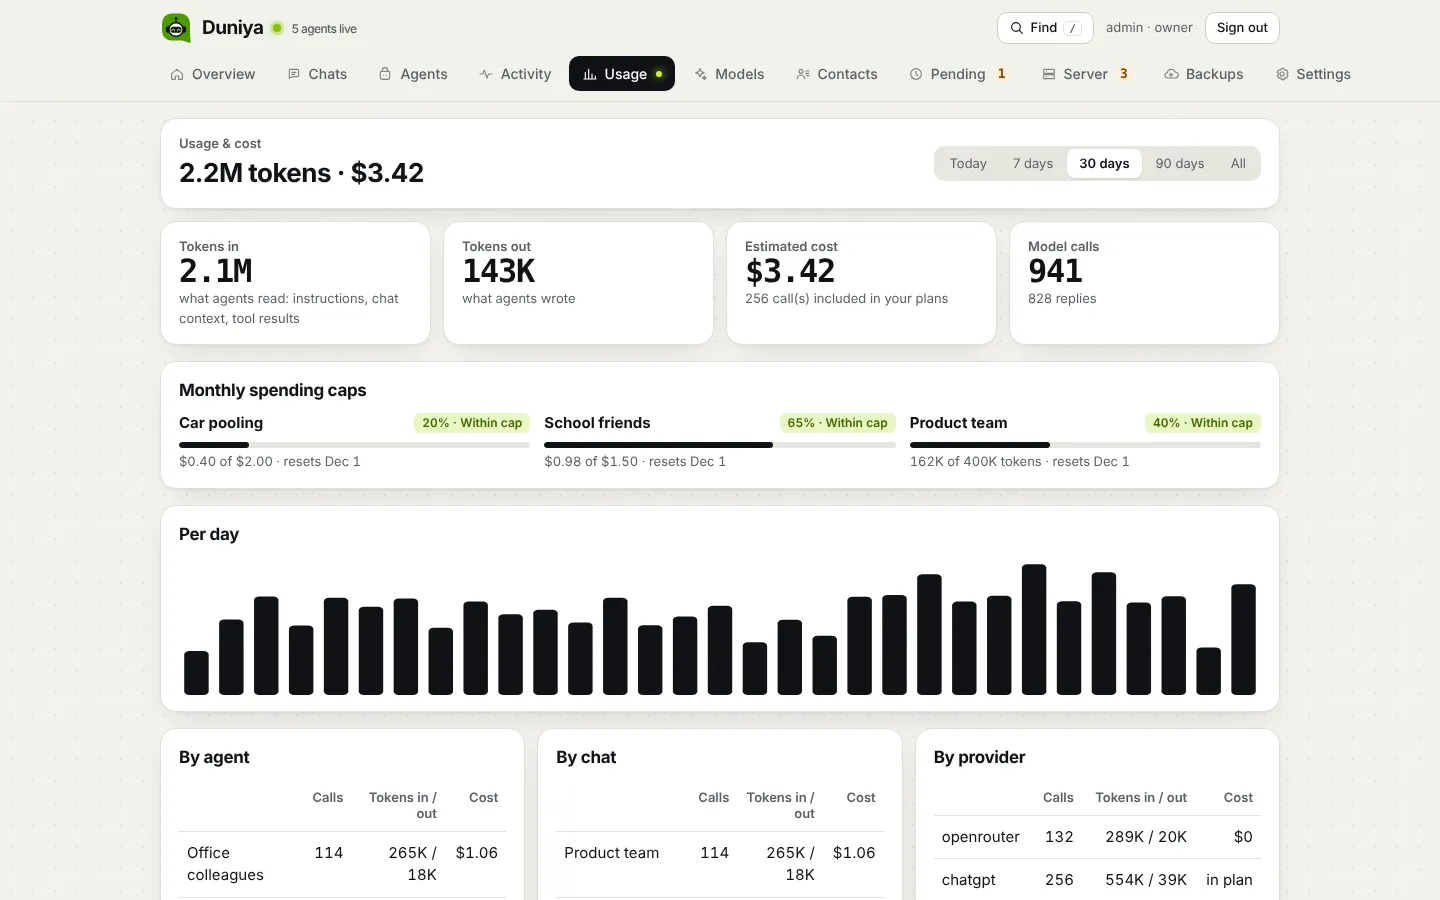 Duniya
5 agents live
Find /
admin · owner
Sign out
Overview
Chats
Agents
Activity
Usage
Models
Contacts
Pending 1
Server 3
Backups
Settings
Usage & cost
2.2M tokens · $3.42
Today
7 days
30 days
90 days
All
Tokens in
2.1M
what agents read: instructions, chat
context, tool results
Tokens out
143K
what agents wrote
Estimated cost
$3.42
256 call(s) included in your plans
Model calls
941
828 replies
Monthly spending caps
Car pooling
20% · Within cap
$0.40 of $2.00 · resets Dec 1
School friends
65% · Within cap
$0.98 of $1.50 · resets Dec 1
Product team
40% · Within cap
162K of 400K tokens · resets Dec 1
Per day
By agent
Calls Tokens in / Cost
out
Office 114 265K / $1.06
colleagues 18K
By chat
Calls Tokens in / Cost
out
Product team 114 265K / $1.06
18K
By provider
Calls Tokens in / out Cost
openrouter 132 289K / 20K $0
chatgpt 256 554K / 39K in plan